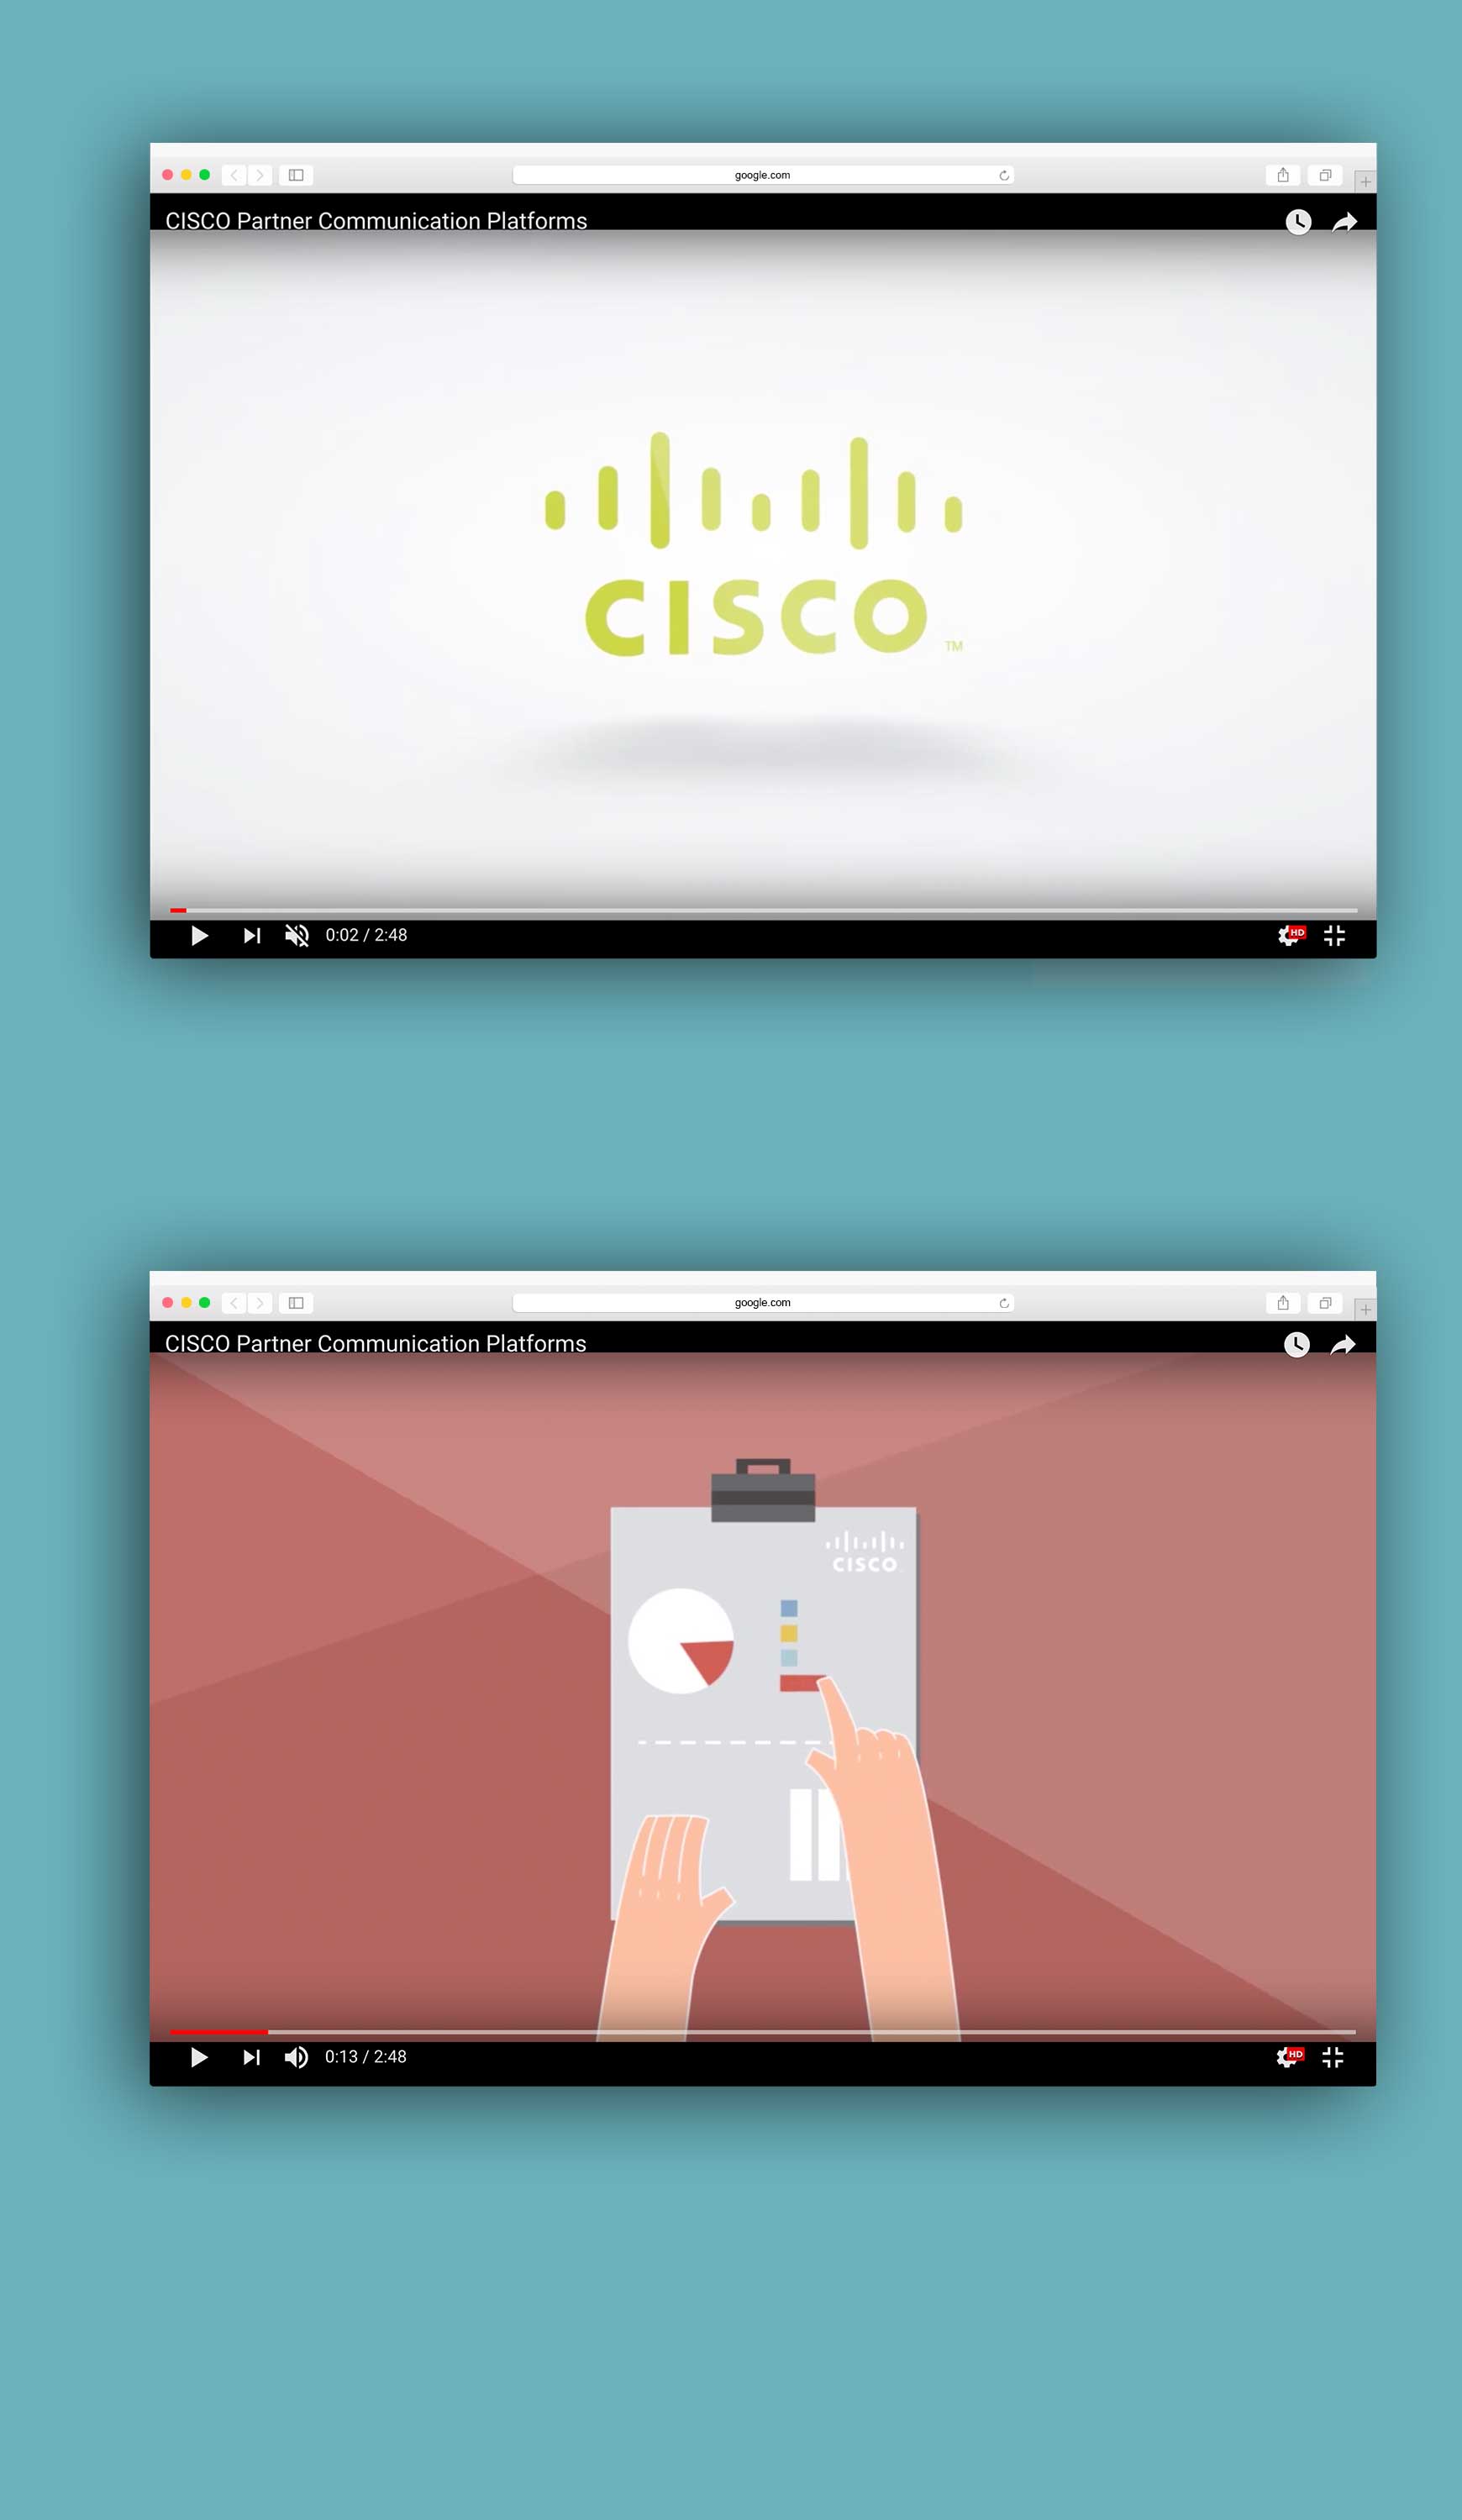 google.com
CISCO Partner Communication Platforms
CISCO
TM
0:02 / 2:48
HD
google.com
CISCO Partner Communication Platforms
CISCO
0:13 / 2:48
HD